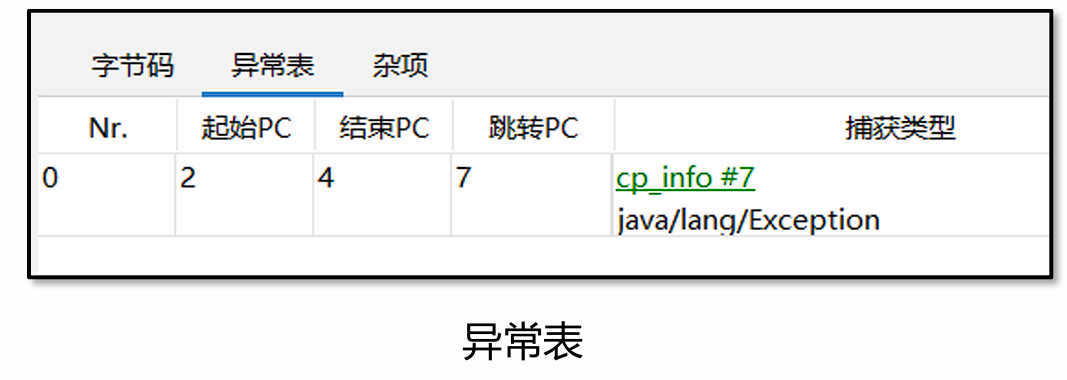 字节码 异常表 杂项
Nr. 起始PC 结束PC 跳转PC 捕获类型
0 2 4 7 cp_info #7
java/lang/Exception
异常表